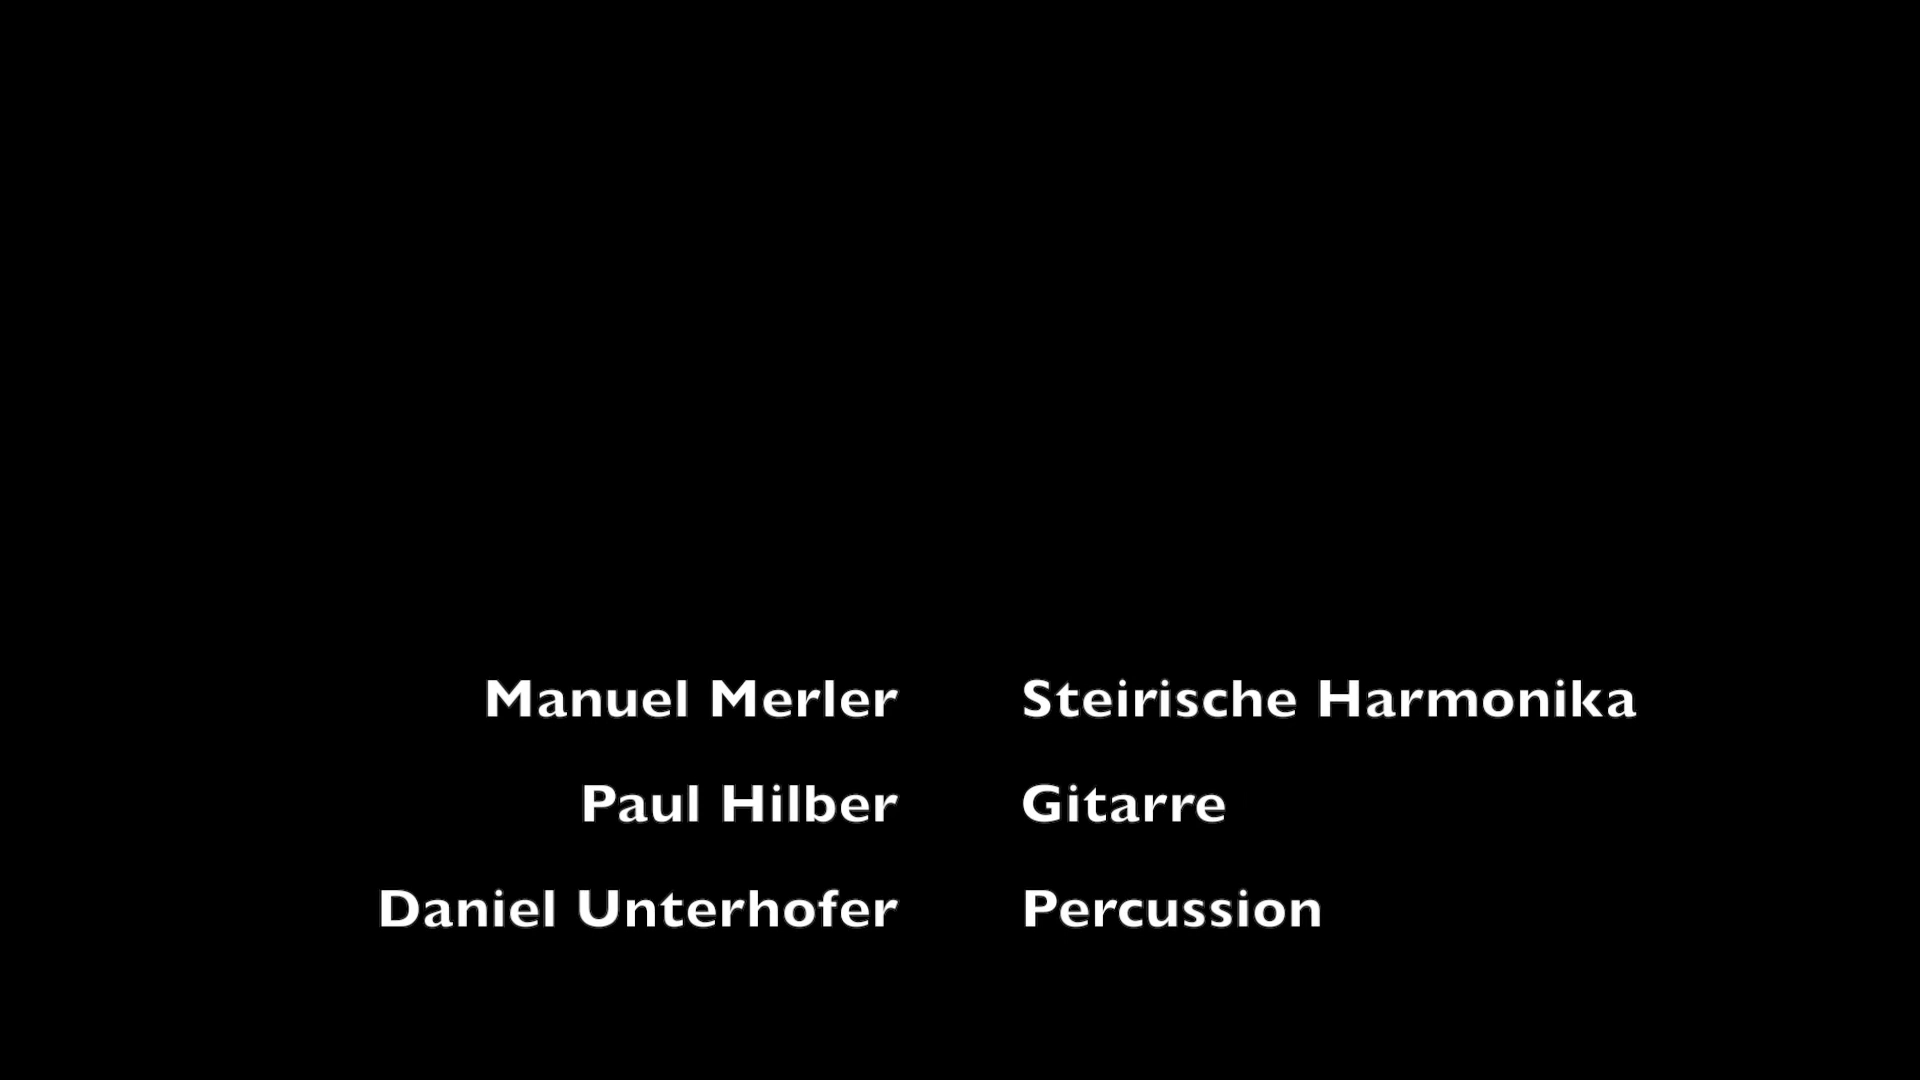 Manuel Merler Steirische Harmonika
Paul Hilber Gitarre
Daniel Unterhofer Percussion